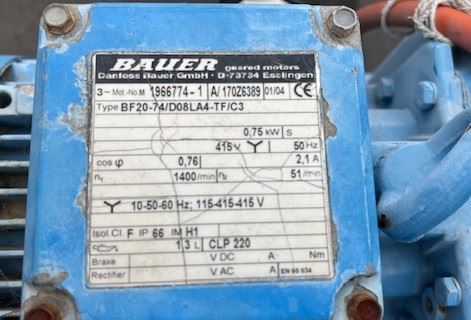 BAUER geared motors
Danfoss Bauer GmbH · D-73734 Esslingen
3~ Mot.-No.M 1966774-1 A/170Z6389 01/04 CE
Type BF20-74/D08LA4-TF/C3
0,75 kW S
415 V Y 50 Hz
cos φ 0,76 2,1 A
n₁ 1400/min n₂ 51/min
Y 10-50-60 Hz; 115-415-415 V
Isol.Cl. F IP 66 IM H1
1,3 L CLP 220
Brake V DC A Nm
Rectifier V AC A EN 60 034